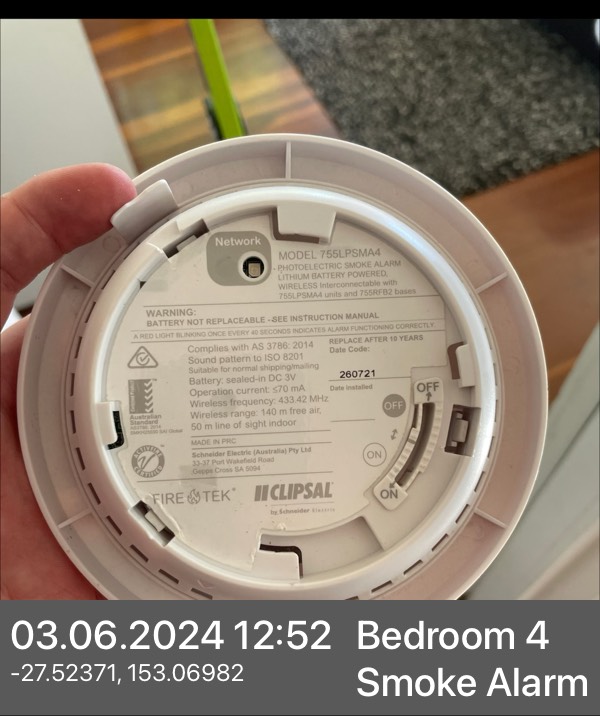 Network
MODEL 755LPSMA4
PHOTOELECTRIC SMOKE ALARM
LITHIUM BATTERY POWERED,
WIRELESS Interconnectable with
755LPSMA4 units and 755RFB2 bases
WARNING:
BATTERY NOT REPLACEABLE -SEE INSTRUCTION MANUAL
A RED LIGHT BLINKING ONCE EVERY 40 SECONDS INDICATES ALARM FUNCTIONING CORRECTLY
Complies with AS 3786: 2014
Sound pattern to ISO 8201
Suitable for normal shipping/mailing
Battery: sealed-in DC 3V
Operation current: ≤70 mA
Wireless frequency: 433.42 MHz
Wireless range: 140 m free air,
50 m line of sight indoor
REPLACE AFTER 10 YEARS
Date Code:
260721
Date installed
OFF
OFF
ON
ON
Australian
Standard
MADE IN PRC
Schneider Electric (Australia) Pty Ltd
33-37 Port Wakefield Road
Gepps Cross SA 5094
FIRE TEK
CLIPSAL
by Schneider Electric
03.06.2024 12:52
-27.52371, 153.06982
Bedroom 4
Smoke Alarm